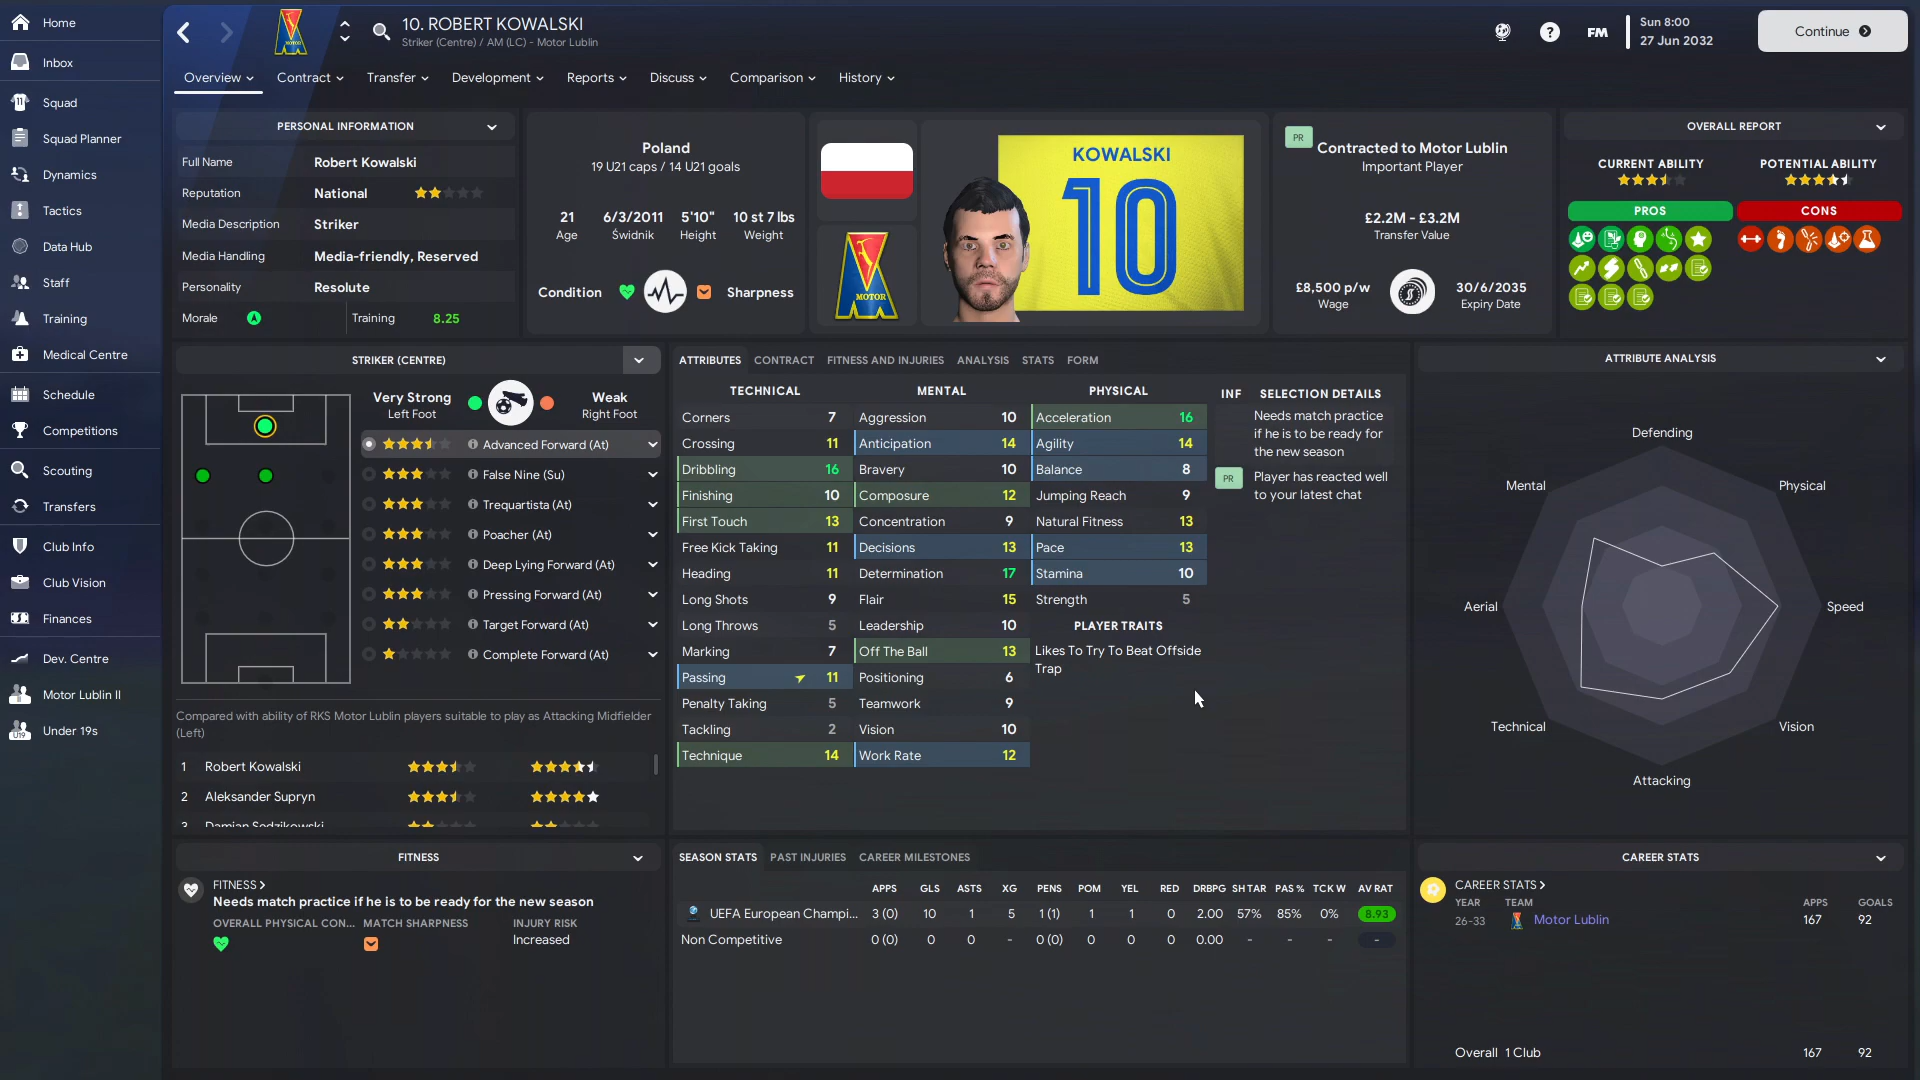 Home
Inbox
Squad
Squad Planner
Dynamics
Tactics
Data Hub
Staff
Training
Medical Centre
Schedule
Competitions
Scouting
Transfers
Club Info
Club Vision
Finances
Dev. Centre
Motor Lublin II
U19
Under 19s
MOTOR
10. ROBERT KOWALSKI
Striker (Centre) / AM (LC) - Motor Lublin
?
FM
Sun 8:00
27 Jun 2032
Continue
Overview
Contract
Transfer
Development
Reports
Discuss
Comparison
History
PERSONAL INFORMATION
Full Name Robert Kowalski
Reputation National
Media Description Striker
Media Handling Media-friendly, Reserved
Personality Resolute
Morale Training 8.25
Poland
19 U21 caps / 14 U21 goals
21 6/3/2011 5'10" 10 st 7 lbs
Age Świdnik Height Weight
Condition Sharpness
MOTOR
KOWALSKI
10
PR
Contracted to Motor Lublin
Important Player
£2.2M - £3.2M
Transfer Value
£8,500 p/w 30/6/2035
Wage Expiry Date
OVERALL REPORT
CURRENT ABILITY POTENTIAL ABILITY
PROS CONS
STRIKER (CENTRE)
Very Strong Weak
Left Foot Right Foot
Advanced Forward (At)
False Nine (Su)
Trequartista (At)
Poacher (At)
Deep Lying Forward (At)
Pressing Forward (At)
Target Forward (At)
Complete Forward (At)
Compared with ability of RKS Motor Lublin players suitable to play as Attacking Midfielder
(Left)
1 Robert Kowalski
2 Aleksander Supryn
3 Damian Sedzikowski
ATTRIBUTES CONTRACT FITNESS AND INJURIES ANALYSIS STATS FORM
TECHNICAL
Corners 7
Crossing 11
Dribbling 16
Finishing 10
First Touch 13
Free Kick Taking 11
Heading 11
Long Shots 9
Long Throws 5
Marking 7
Passing 11
Penalty Taking 5
Tackling 2
Technique 14
MENTAL
Aggression 10
Anticipation 14
Bravery 10
Composure 12
Concentration 9
Decisions 13
Determination 17
Flair 15
Leadership 10
Off The Ball 13
Positioning 6
Teamwork 9
Vision 10
Work Rate 12
PHYSICAL
Acceleration 16
Agility 14
Balance 8
Jumping Reach 9
Natural Fitness 13
Pace 13
Stamina 10
Strength 5
PLAYER TRAITS
Likes To Try To Beat Offside
Trap
INF SELECTION DETAILS
Needs match practice
if he is to be ready for
the new season
PR
Player has reacted well
to your latest chat
ATTRIBUTE ANALYSIS
Defending
Mental Physical
Aerial Speed
Technical Vision
Attacking
FITNESS
FITNESS
Needs match practice if he is to be ready for the new season
OVERALL PHYSICAL CON... MATCH SHARPNESS INJURY RISK
Increased
SEASON STATS PAST INJURIES CAREER MILESTONES
APPS GLS ASTS XG PENS POM YEL RED DRBPG SH TAR PAS % TCK W AV RAT
UEFA European Champi... 3 (0) 10 1 5 1 (1) 1 1 0 2.00 57% 85% 0% 8.93
Non Competitive 0 (0) 0 0 - 0 (0) 0 0 0 0.00 - - - -
CAREER STATS
CAREER STATS
YEAR TEAM APPS GOALS
26-33 Motor Lublin 167 92
Overall 1 Club 167 92